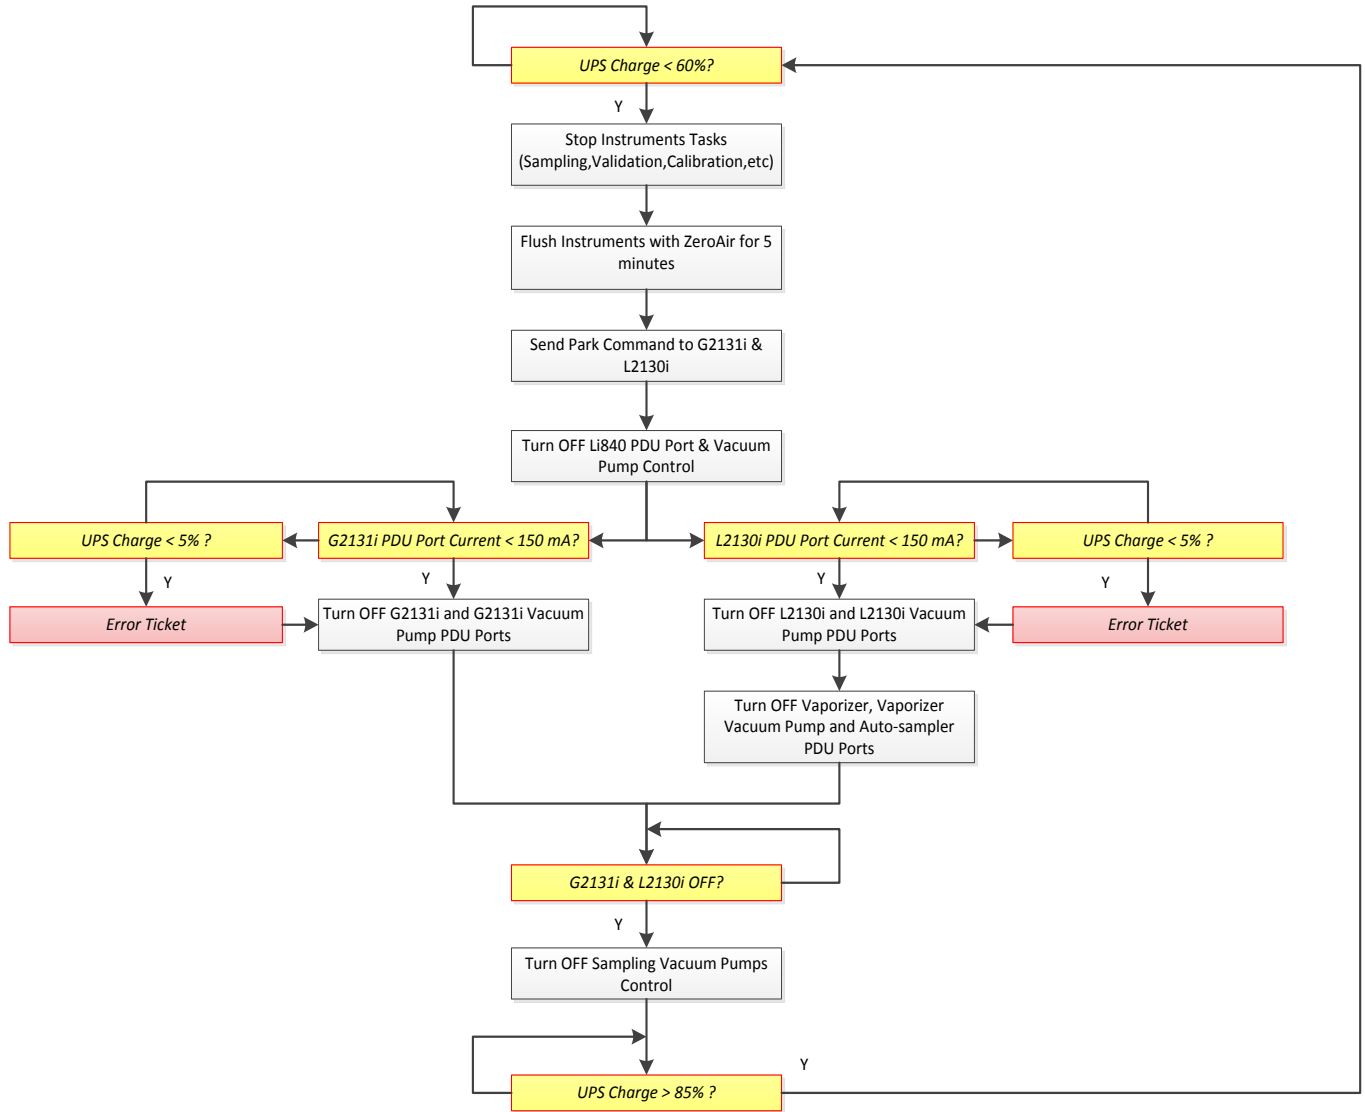 UPS Charge < 60%?
Y
Stop Instruments Tasks
(Sampling,Validation,Calibration,etc)
Flush Instruments with ZeroAir for 5
minutes
Send Park Command to G2131i &
L2130i
Turn OFF Li840 PDU Port & Vacuum
Pump Control
UPS Charge < 5% ?
G2131i PDU Port Current < 150 mA?
L2130i PDU Port Current < 150 mA?
UPS Charge < 5% ?
Y
Y
Y
Y
Error Ticket
Turn OFF G2131i and G2131i Vacuum
Pump PDU Ports
Turn OFF L2130i and L2130i Vacuum
Pump PDU Ports
Error Ticket
Turn OFF Vaporizer, Vaporizer
Vacuum Pump and Auto-sampler
PDU Ports
G2131i & L2130i OFF?
Y
Turn OFF Sampling Vacuum Pumps
Control
Y
UPS Charge > 85% ?